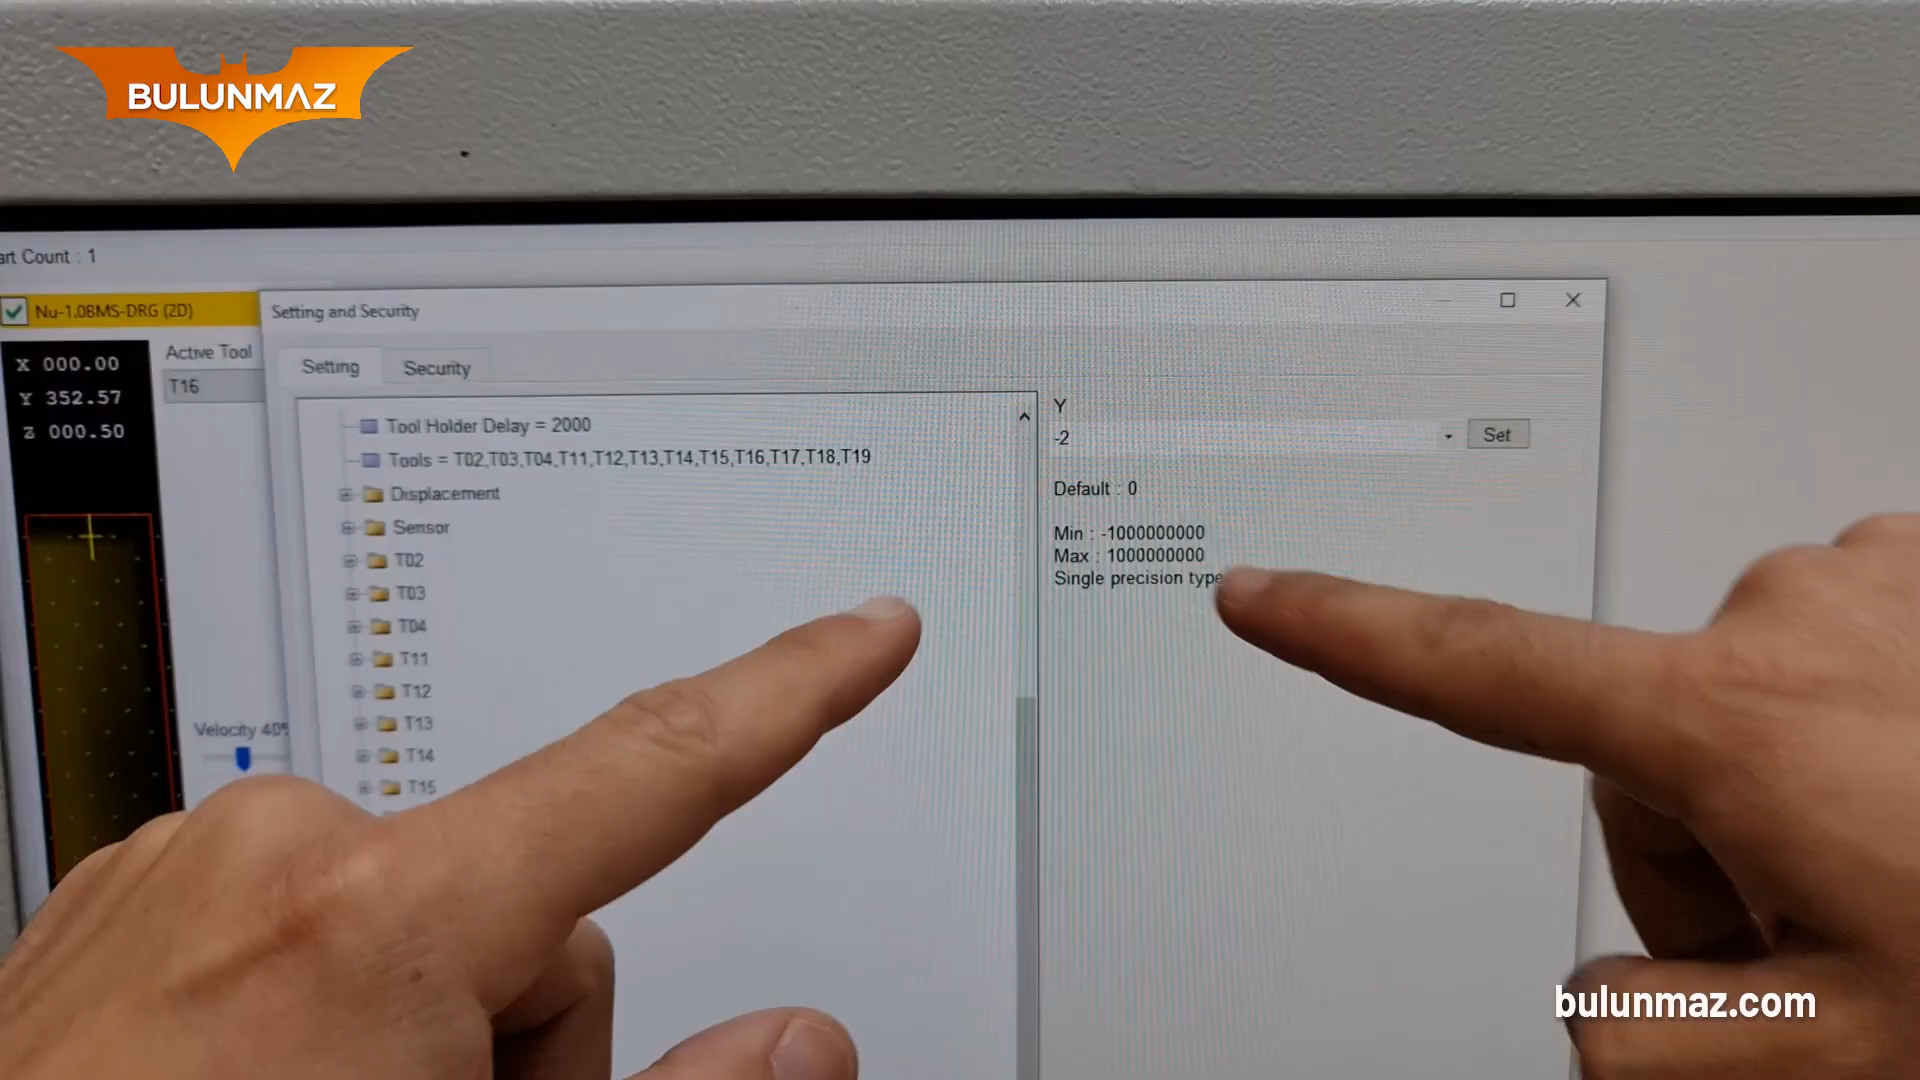 BULUNMAZ
art Count : 1
Nu-1.0BMS-DRG (2D)
X 000.00
Y 352.57
Z 000.50
Active Tool
T16
Velocity 40%
Setting and Security
Setting
Security
Tool Holder Delay = 2000
Tools = T02,T03,T04,T11,T12,T13,T14,T15,T16,T17,T18,T19
Displacement
Sensor
T02
T03
T04
T11
T12
T13
T14
T15
Y
-2
Set
Default : 0
Min : -1000000000
Max : 1000000000
Single precision type
bulunmaz.com